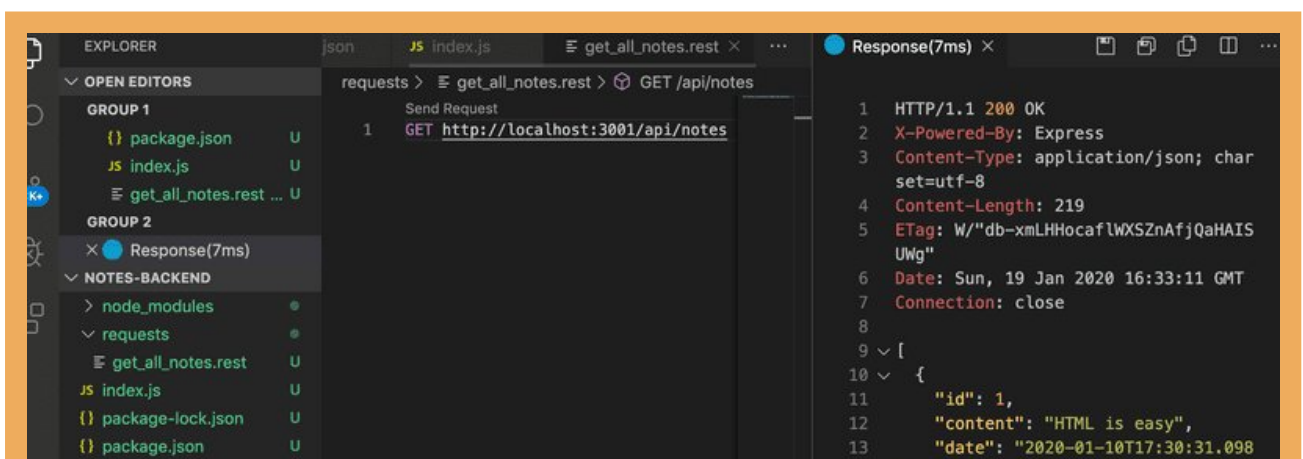 EXPLORER
OPEN EDITORS
GROUP 1
{} package.json U
JS index.js U
get_all_notes.rest ... U
GROUP 2
× Response(7ms)
NOTES-BACKEND
> node_modules
requests
get_all_notes.rest U
JS index.js U
{} package-lock.json U
{} package.json U
K+
json JS index.js get_all_notes.rest × ...
requests > get_all_notes.rest > GET /api/notes
Send Request
1 GET http://localhost:3001/api/notes
Response(7ms) × ...
1 HTTP/1.1 200 OK
2 X-Powered-By: Express
3 Content-Type: application/json; char
set=utf-8
4 Content-Length: 219
5 ETag: W/"db-xmLHHocaflWXSZnAfjQaHAIS
UWg"
6 Date: Sun, 19 Jan 2020 16:33:11 GMT
7 Connection: close
8
9 [
10 {
11 "id": 1,
12 "content": "HTML is easy",
13 "date": "2020-01-10T17:30:31.098